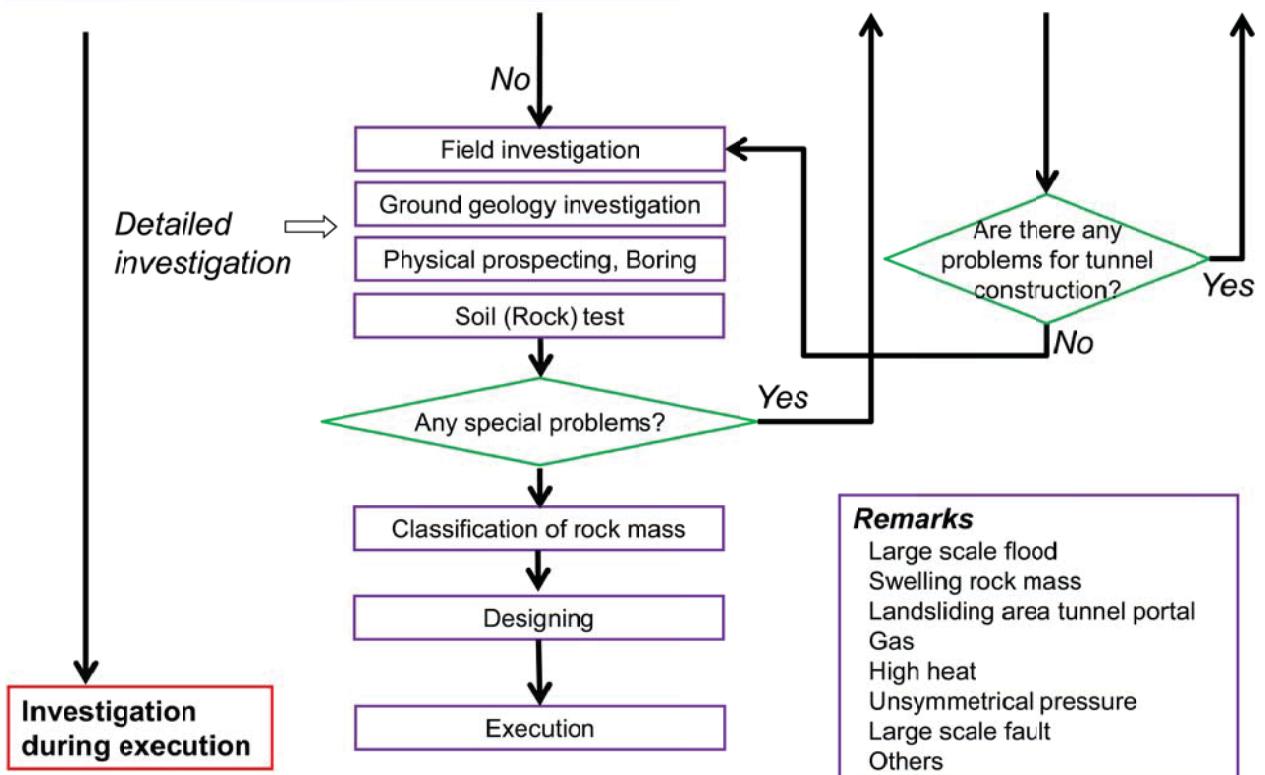 No
Field investigation
Ground geology investigation
Detailed
investigation
Physical prospecting, Boring
Soil (Rock) test
Are there any
problems for tunnel
construction?
Yes
No
Any special problems?
Yes
Classification of rock mass
Designing
Execution
Investigation
during execution
Remarks
Large scale flood
Swelling rock mass
Landsliding area tunnel portal
Gas
High heat
Unsymmetrical pressure
Large scale fault
Others